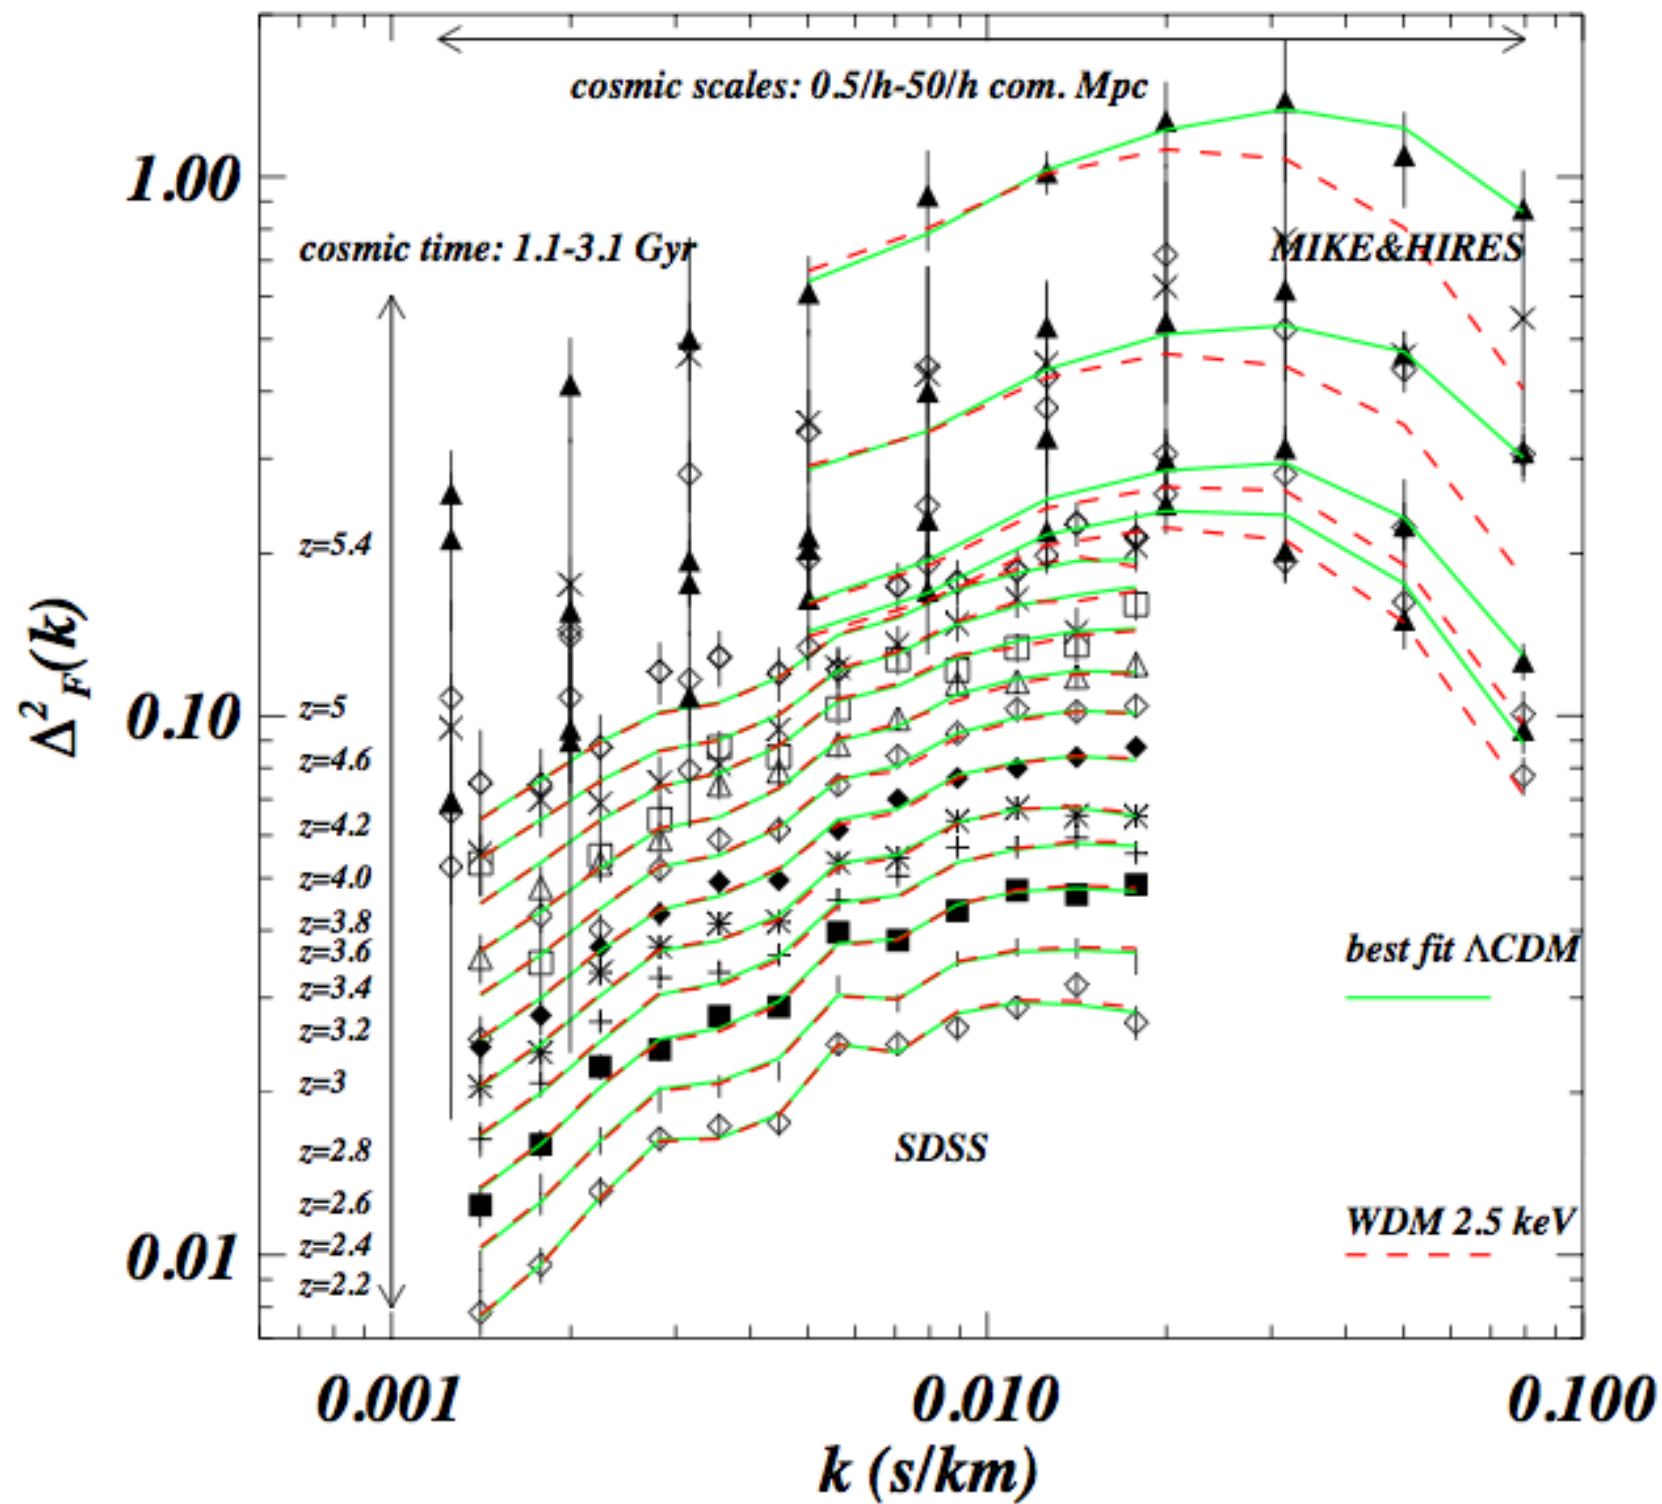 cosmic scales: 0.5/h-50/h com. Mpc
1.00
cosmic time: 1.1-3.1 Gyr
MIKE&HIRES
z=5.4
Δ²F(k)
z=5
0.10
z=4.6
z=4.2
z=4.0
z=3.8
z=3.6
best fit ΛCDM
z=3.4
z=3.2
z=3
SDSS
z=2.8
z=2.6
WDM 2.5 keV
z=2.4
0.01
z=2.2
0.001 0.010 0.100
k (s/km)